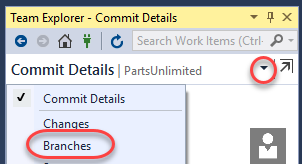 Team Explorer - Commit Details
Search Work Items (Ctrl+
Commit Details | PartsUnlimited
Commit Details
Changes
Branches